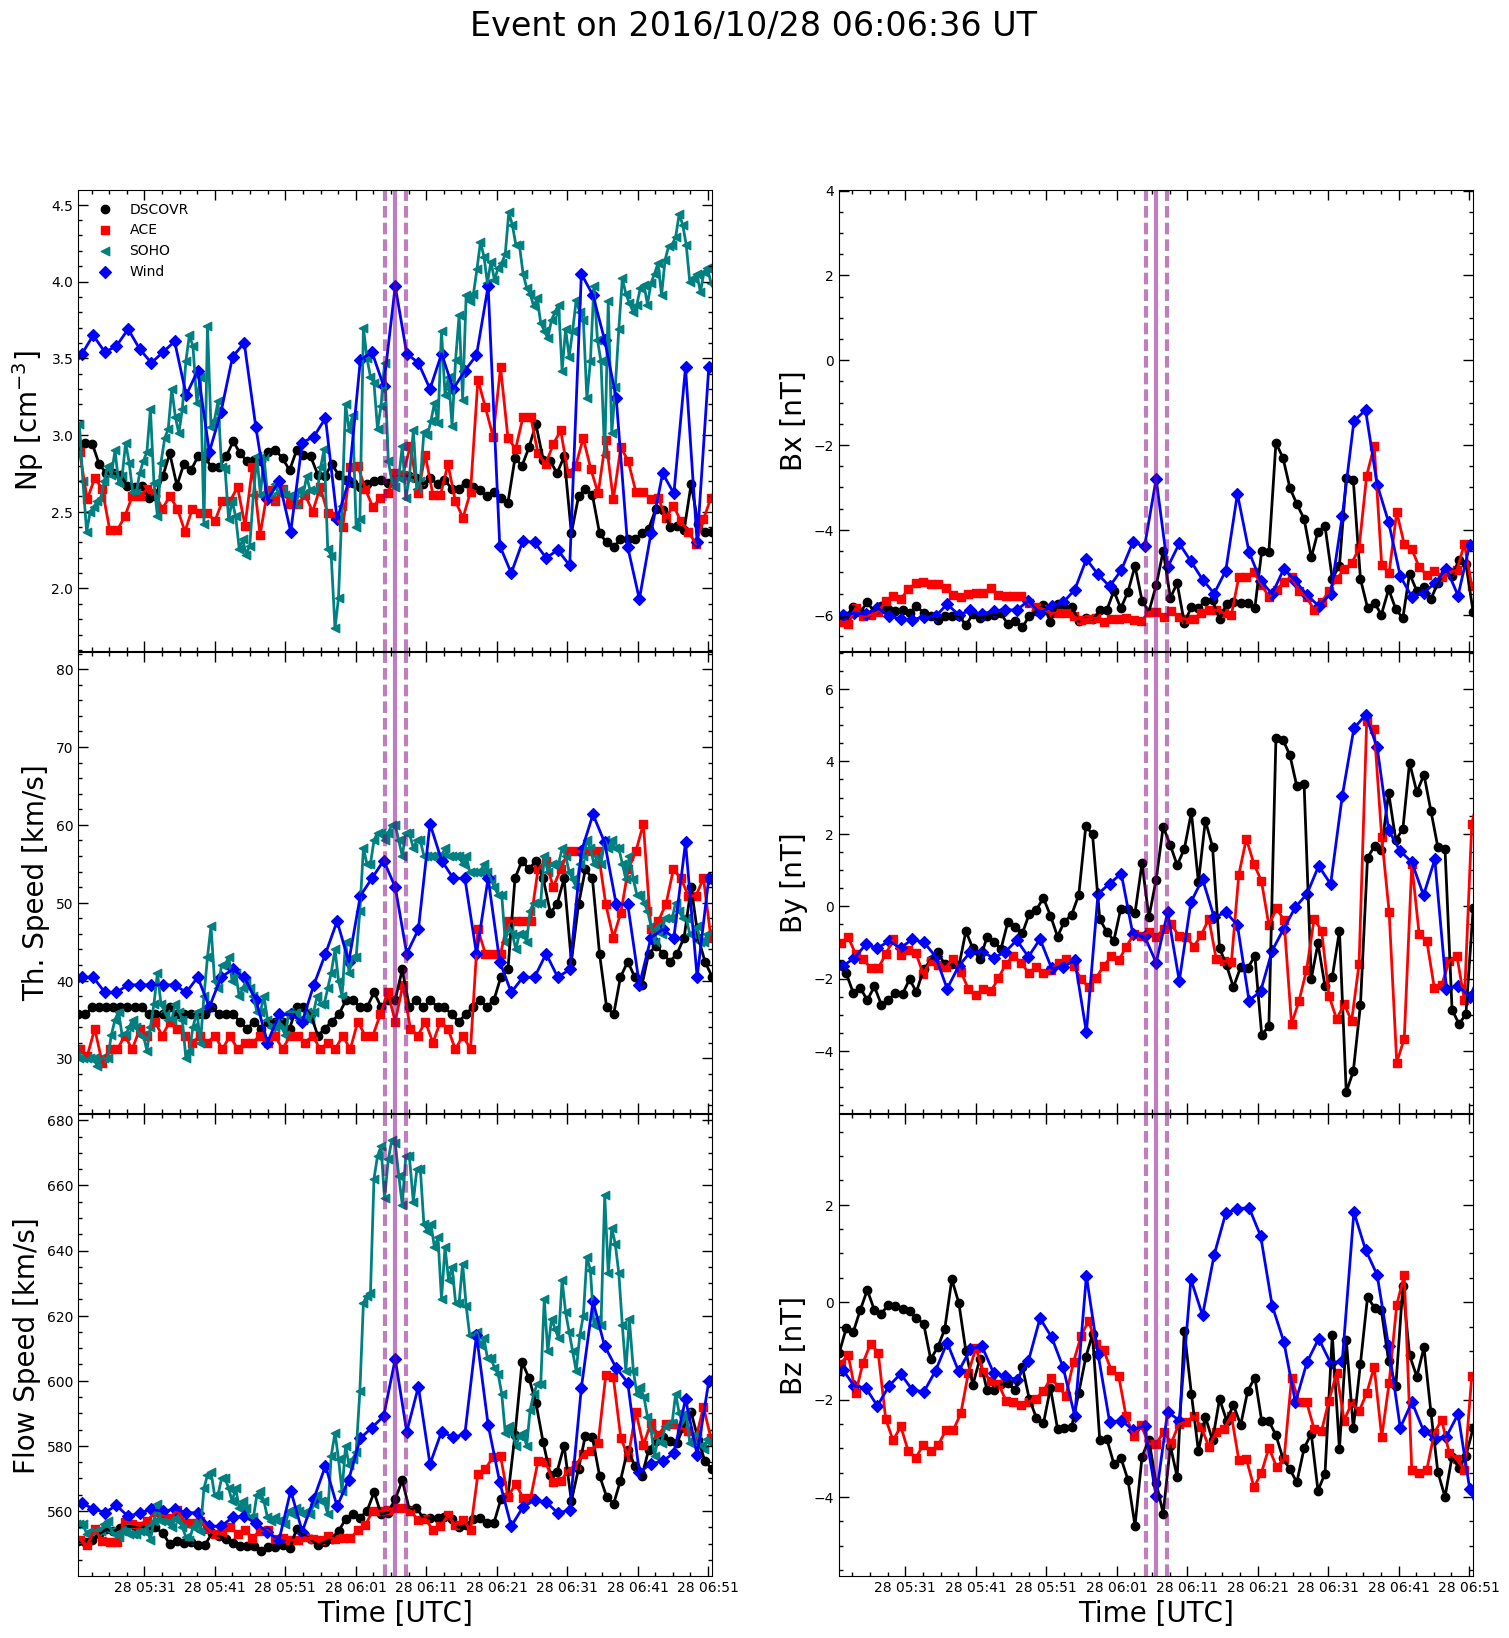 Event on 2016/10/28 06:06:36 UT
DSCOVR
ACE
SOHO
Wind
Np [cm⁻³]
4.5
4.0
3.5
3.0
2.5
2.0
Th. Speed [km/s]
80
70
60
50
40
30
Flow Speed [km/s]
680
660
640
620
600
580
560
28 05:31 28 05:41 28 05:51 28 06:01 28 06:11 28 06:21 28 06:31 28 06:41 28 06:51
Time [UTC]
Bx [nT]
4
2
0
−2
−4
−6
By [nT]
6
4
2
0
−2
−4
Bz [nT]
2
0
−2
−4
28 05:31 28 05:41 28 05:51 28 06:01 28 06:11 28 06:21 28 06:31 28 06:41 28 06:51
Time [UTC]